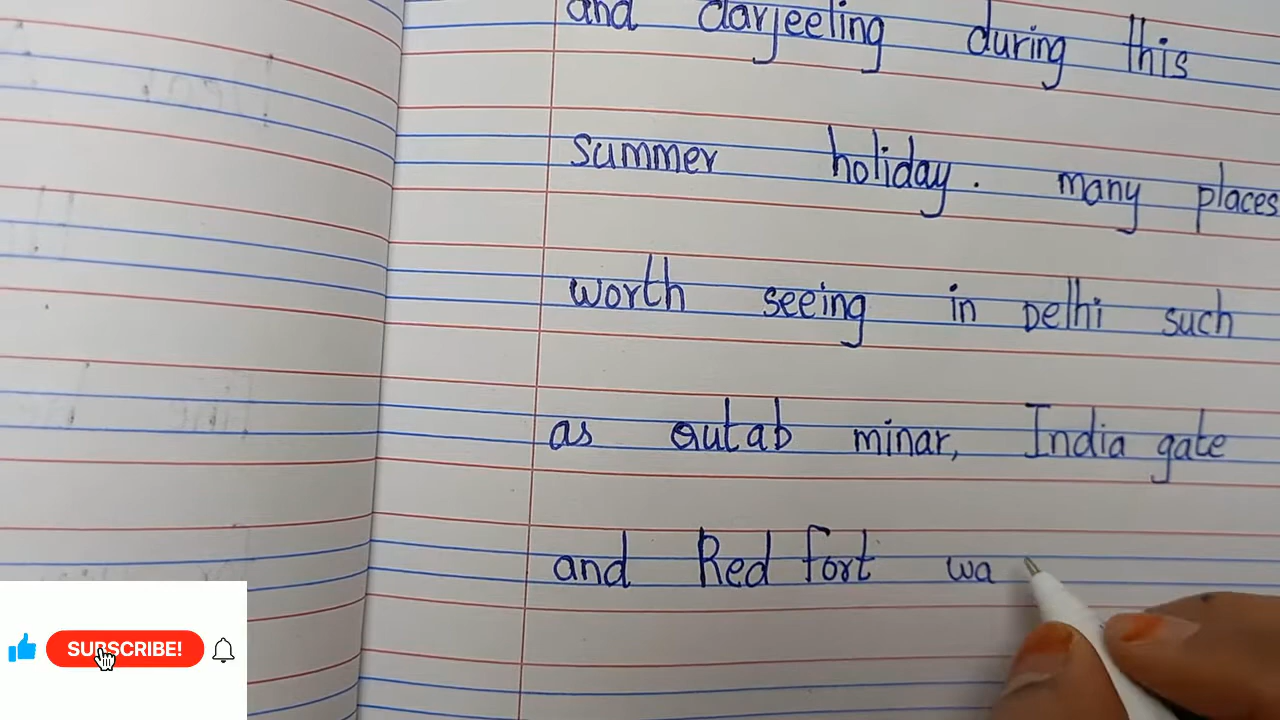 and darjeeling during this
summer holiday. many places
worth seeing in Delhi such
as Qutab minar, India gate
and Red fort wa
SUBSCRIBE!